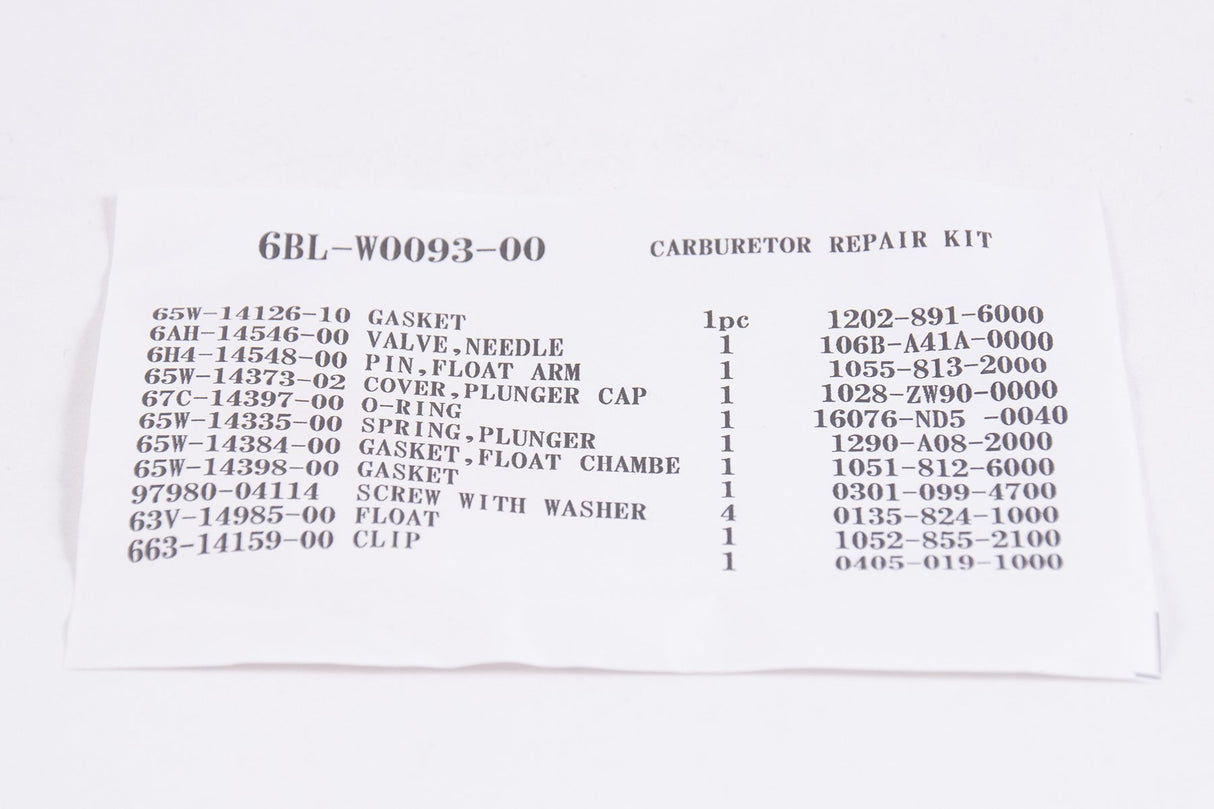 6BL-W0093-00 CARBURETOR REPAIR KIT
65W-14126-10 GASKET 1pc 1202-891-6000
6AH-14546-00 VALVE,NEEDLE 1 106B-A41A-0000
6H4-14548-00 PIN,FLOAT ARM 1 1055-813-2000
65W-14373-02 COVER,PLUNGER CAP 1 1028-ZW90-0000
67C-14397-00 O-RING 1 16076-ND5 -0040
65W-14335-00 SPRING,PLUNGER 1 1290-A08-2000
65W-14384-00 GASKET,FLOAT CHAMBE 1 1051-812-6000
65W-14398-00 GASKET 1 0301-099-4700
97980-04114 SCREW WITH WASHER 4 0135-824-1000
63V-14985-00 FLOAT 1 1052-855-2100
663-14159-00 CLIP 1 0405-019-1000